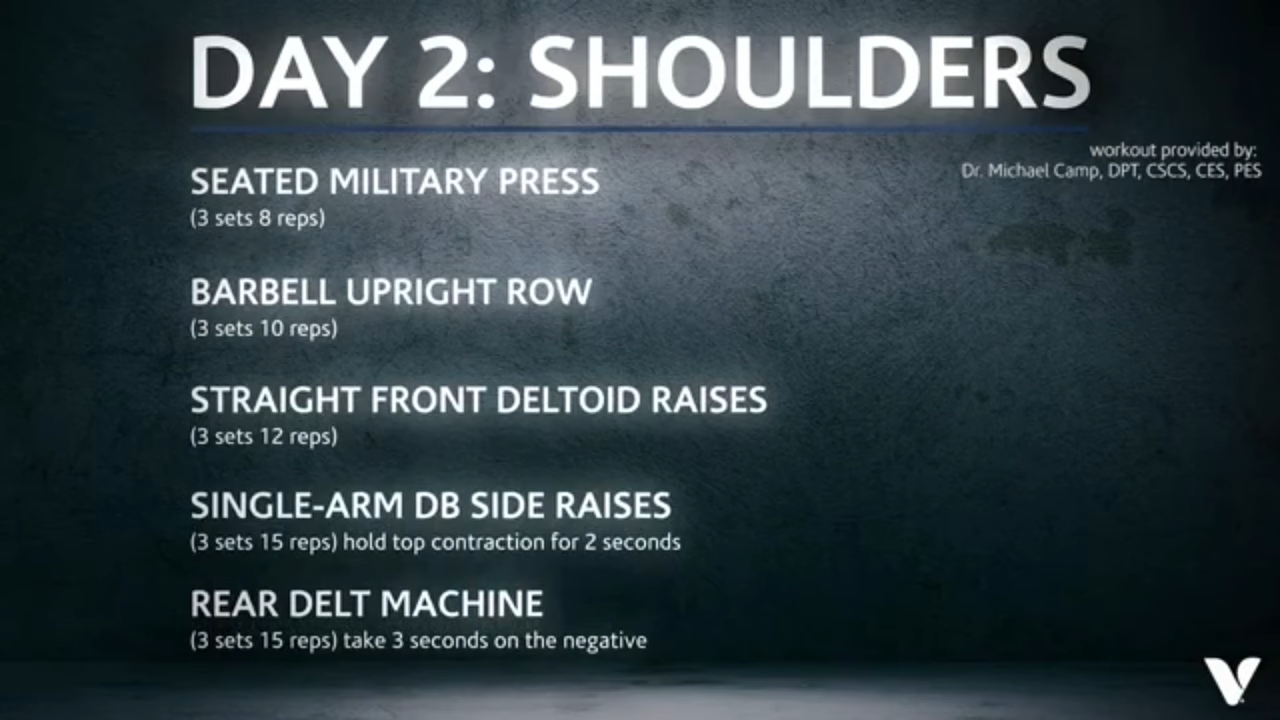 DAY 2: SHOULDERS
workout provided by:
Dr. Michael Camp, DPT, CSCS, CES, PES
SEATED MILITARY PRESS
(3 sets 8 reps)
BARBELL UPRIGHT ROW
(3 sets 10 reps)
STRAIGHT FRONT DELTOID RAISES
(3 sets 12 reps)
SINGLE-ARM DB SIDE RAISES
(3 sets 15 reps) hold top contraction for 2 seconds
REAR DELT MACHINE
(3 sets 15 reps) take 3 seconds on the negative
V